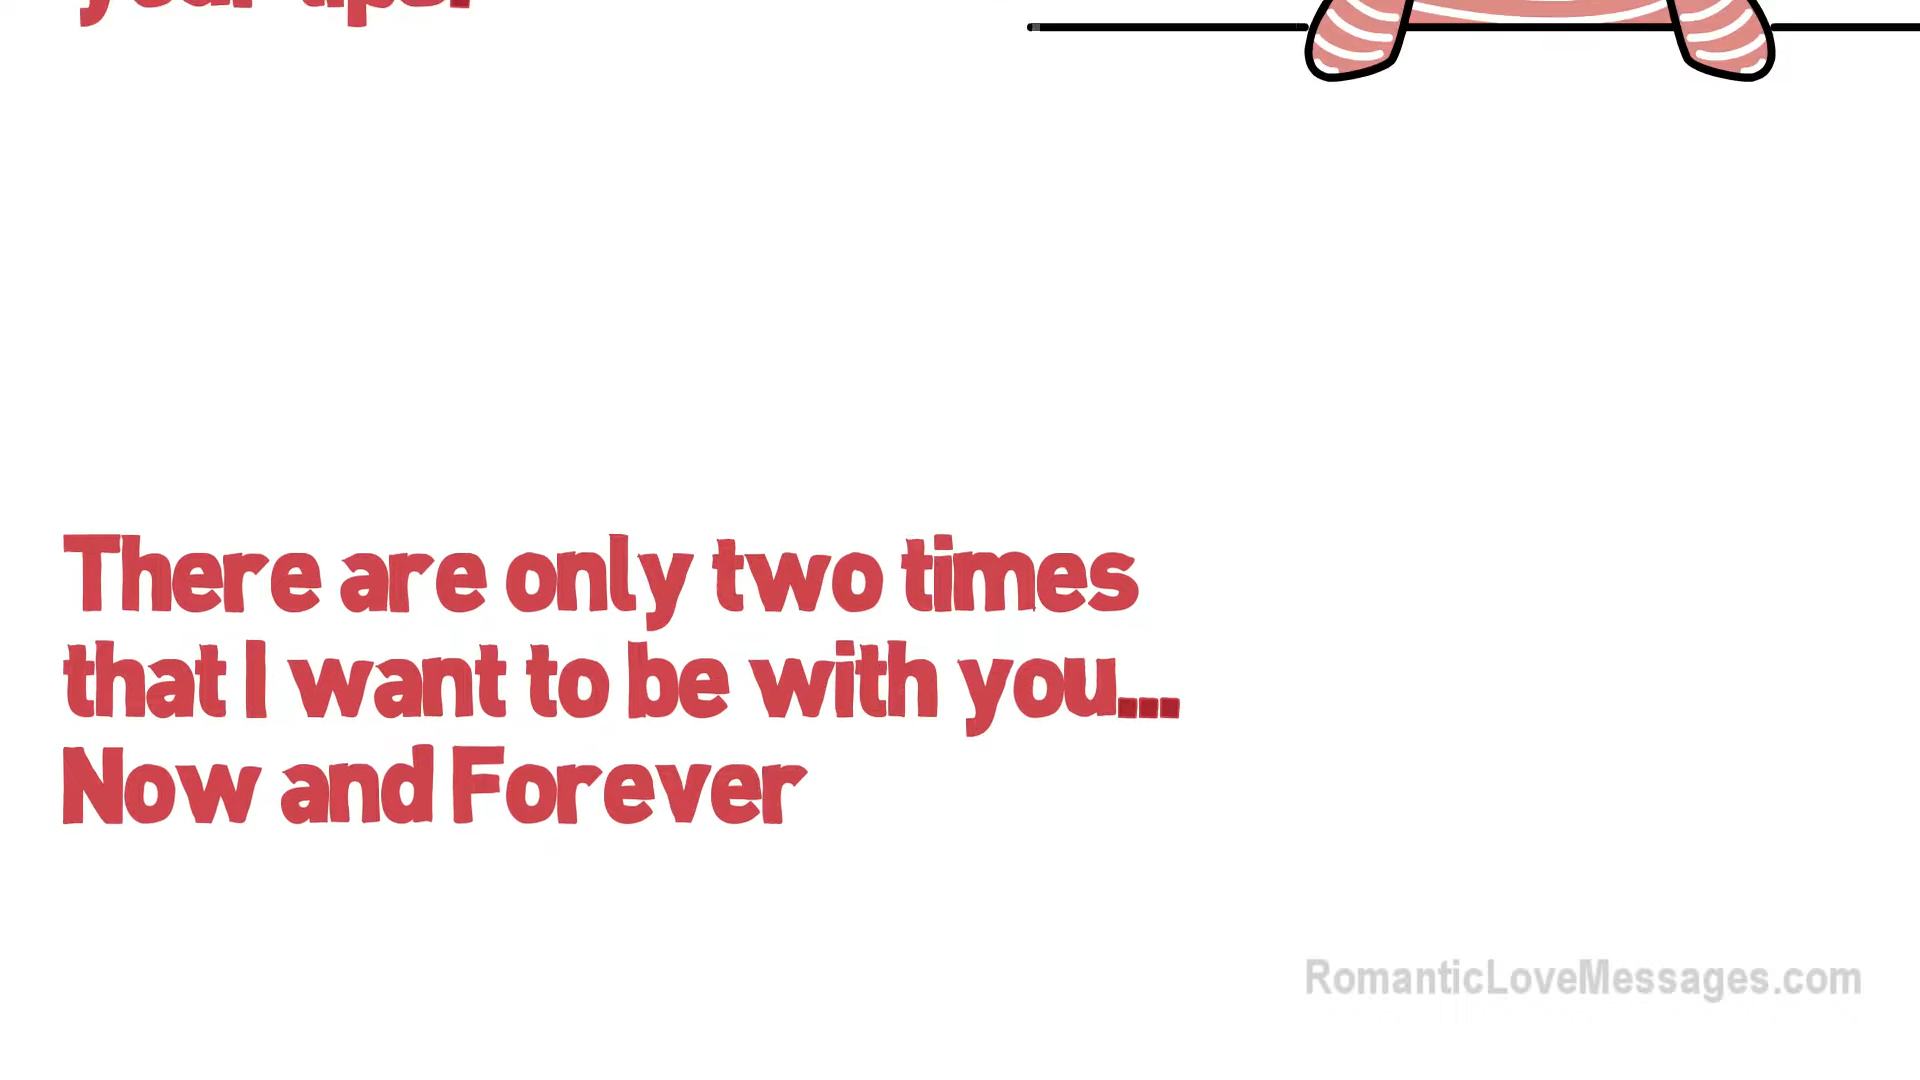 There are only two times
that I want to be with you...
Now and Forever
RomanticLoveMessages.com